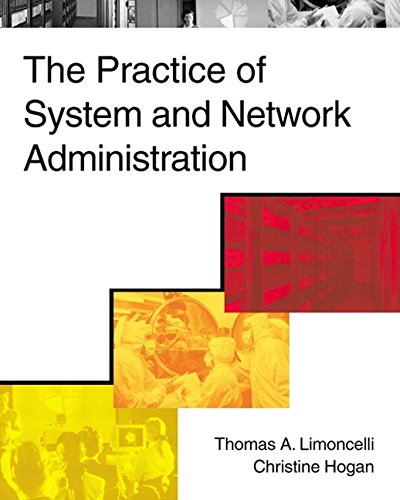 The Practice of
System and Network
Administration
Thomas A. Limoncelli
Christine Hogan